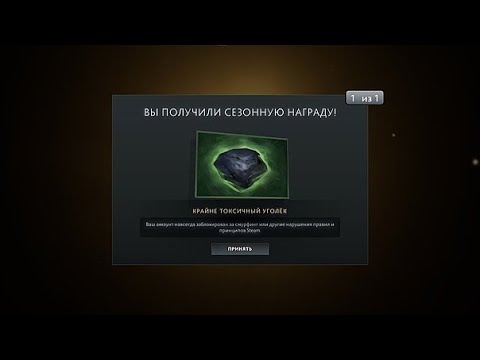 1 из 1
ВЫ ПОЛУЧИЛИ СЕЗОННУЮ НАГРАДУ!
КРАЙНЕ ТОКСИЧНЫЙ УГОЛЁК
Ваш аккаунт навсегда заблокирован за смурфинг или другие нарушения правил и
принципов Steam
ПРИНЯТЬ